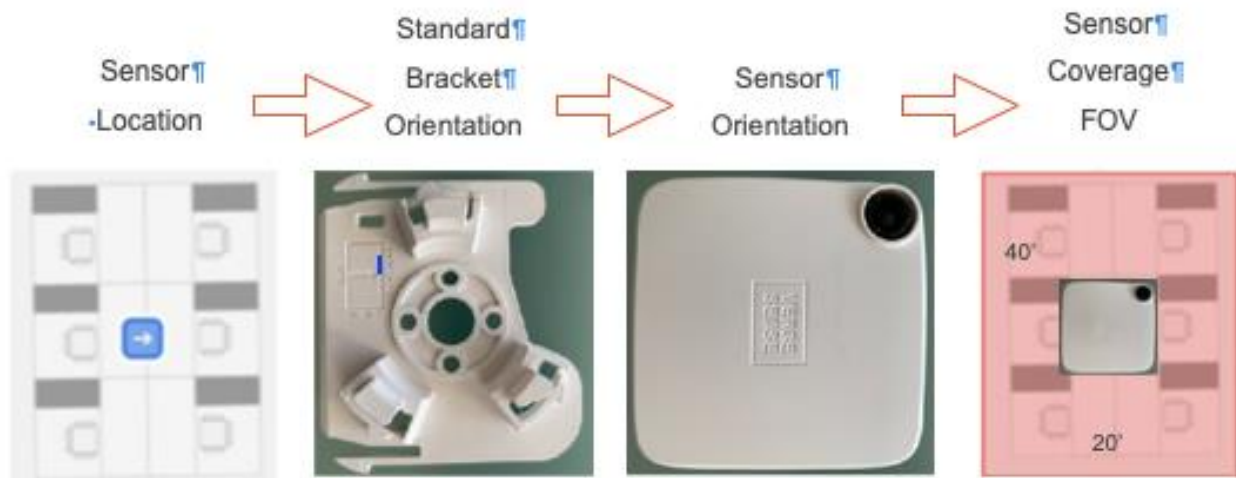 Sensor¶
Location
Standard¶
Bracket¶
Orientation
Sensor¶
Orientation
Sensor¶
Coverage¶
FOV
40'
20'